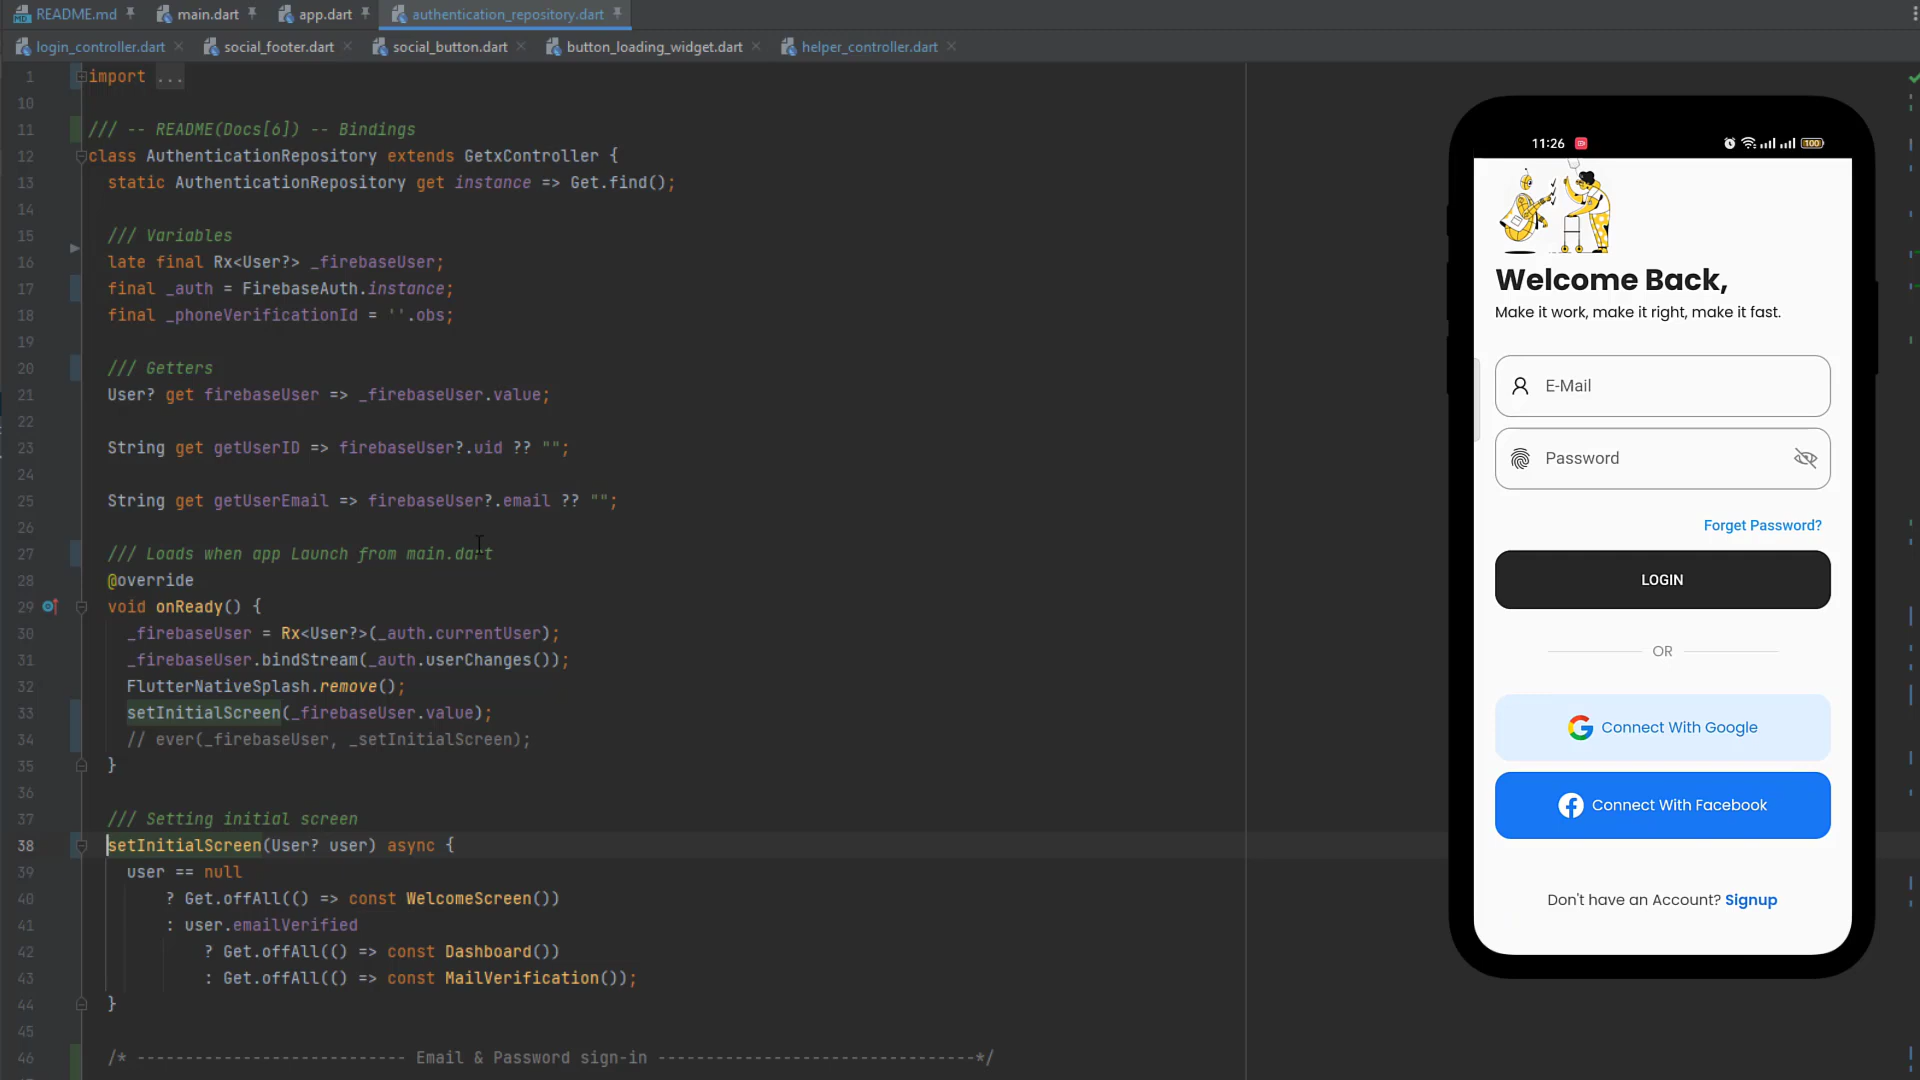 README.md main.dart app.dart authentication_repository.dart
login_controller.dart social_footer.dart social_button.dart button_loading_widget.dart helper_controller.dart
1 import ...
10
11 /// -- README(Docs[6]) -- Bindings
12 class AuthenticationRepository extends GetxController {
13 static AuthenticationRepository get instance => Get.find();
14
15 /// Variables
16 late final Rx<User?> _firebaseUser;
17 final _auth = FirebaseAuth.instance;
18 final _phoneVerificationId = ''.obs;
19
20 /// Getters
21 User? get firebaseUser => _firebaseUser.value;
22
23 String get getUserID => firebaseUser?.uid ?? "";
24
25 String get getUserEmail => firebaseUser?.email ?? "";
26
27 /// Loads when app Launch from main.dart
28 @override
29 void onReady() {
30 _firebaseUser = Rx<User?>(_auth.currentUser);
31 _firebaseUser.bindStream(_auth.userChanges());
32 FlutterNativeSplash.remove();
33 setInitialScreen(_firebaseUser.value);
34 // ever(_firebaseUser, _setInitialScreen);
35 }
36
37 /// Setting initial screen
38 setInitialScreen(User? user) async {
39 user == null
40 ? Get.offAll(() => const WelcomeScreen())
41 : user.emailVerified
42 ? Get.offAll(() => const Dashboard())
43 : Get.offAll(() => const MailVerification());
44 }
45
46 /* ---------------------------- Email & Password sign-in ---------------------------------*/
11:26 100
Welcome Back,
Make it work, make it right, make it fast.
E-Mail
Password
Forget Password?
LOGIN
OR
Connect With Google
Connect With Facebook
Don't have an Account? Signup